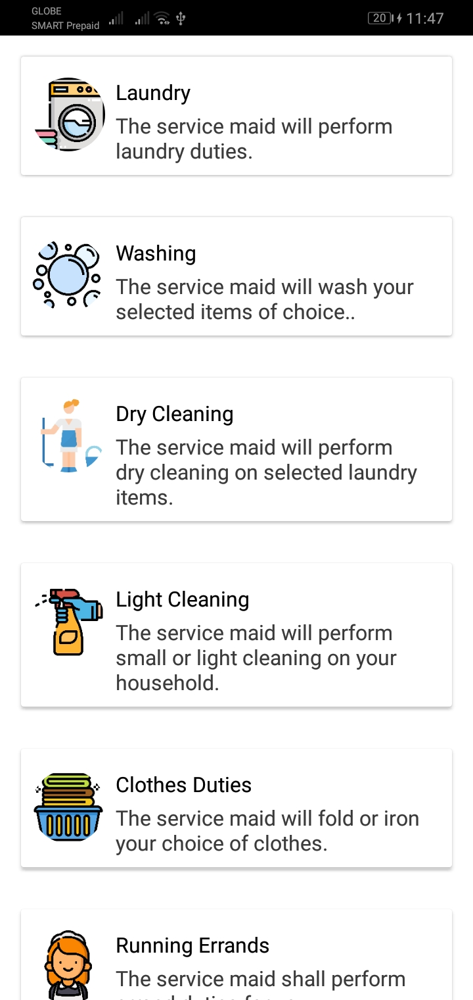 GLOBE
SMART Prepaid
20
11:47
Laundry
The service maid will perform
laundry duties.
Washing
The service maid will wash your
selected items of choice..
Dry Cleaning
The service maid will perform
dry cleaning on selected laundry
items.
Light Cleaning
The service maid will perform
small or light cleaning on your
household.
Clothes Duties
The service maid will fold or iron
your choice of clothes.
Running Errands
The service maid shall perform